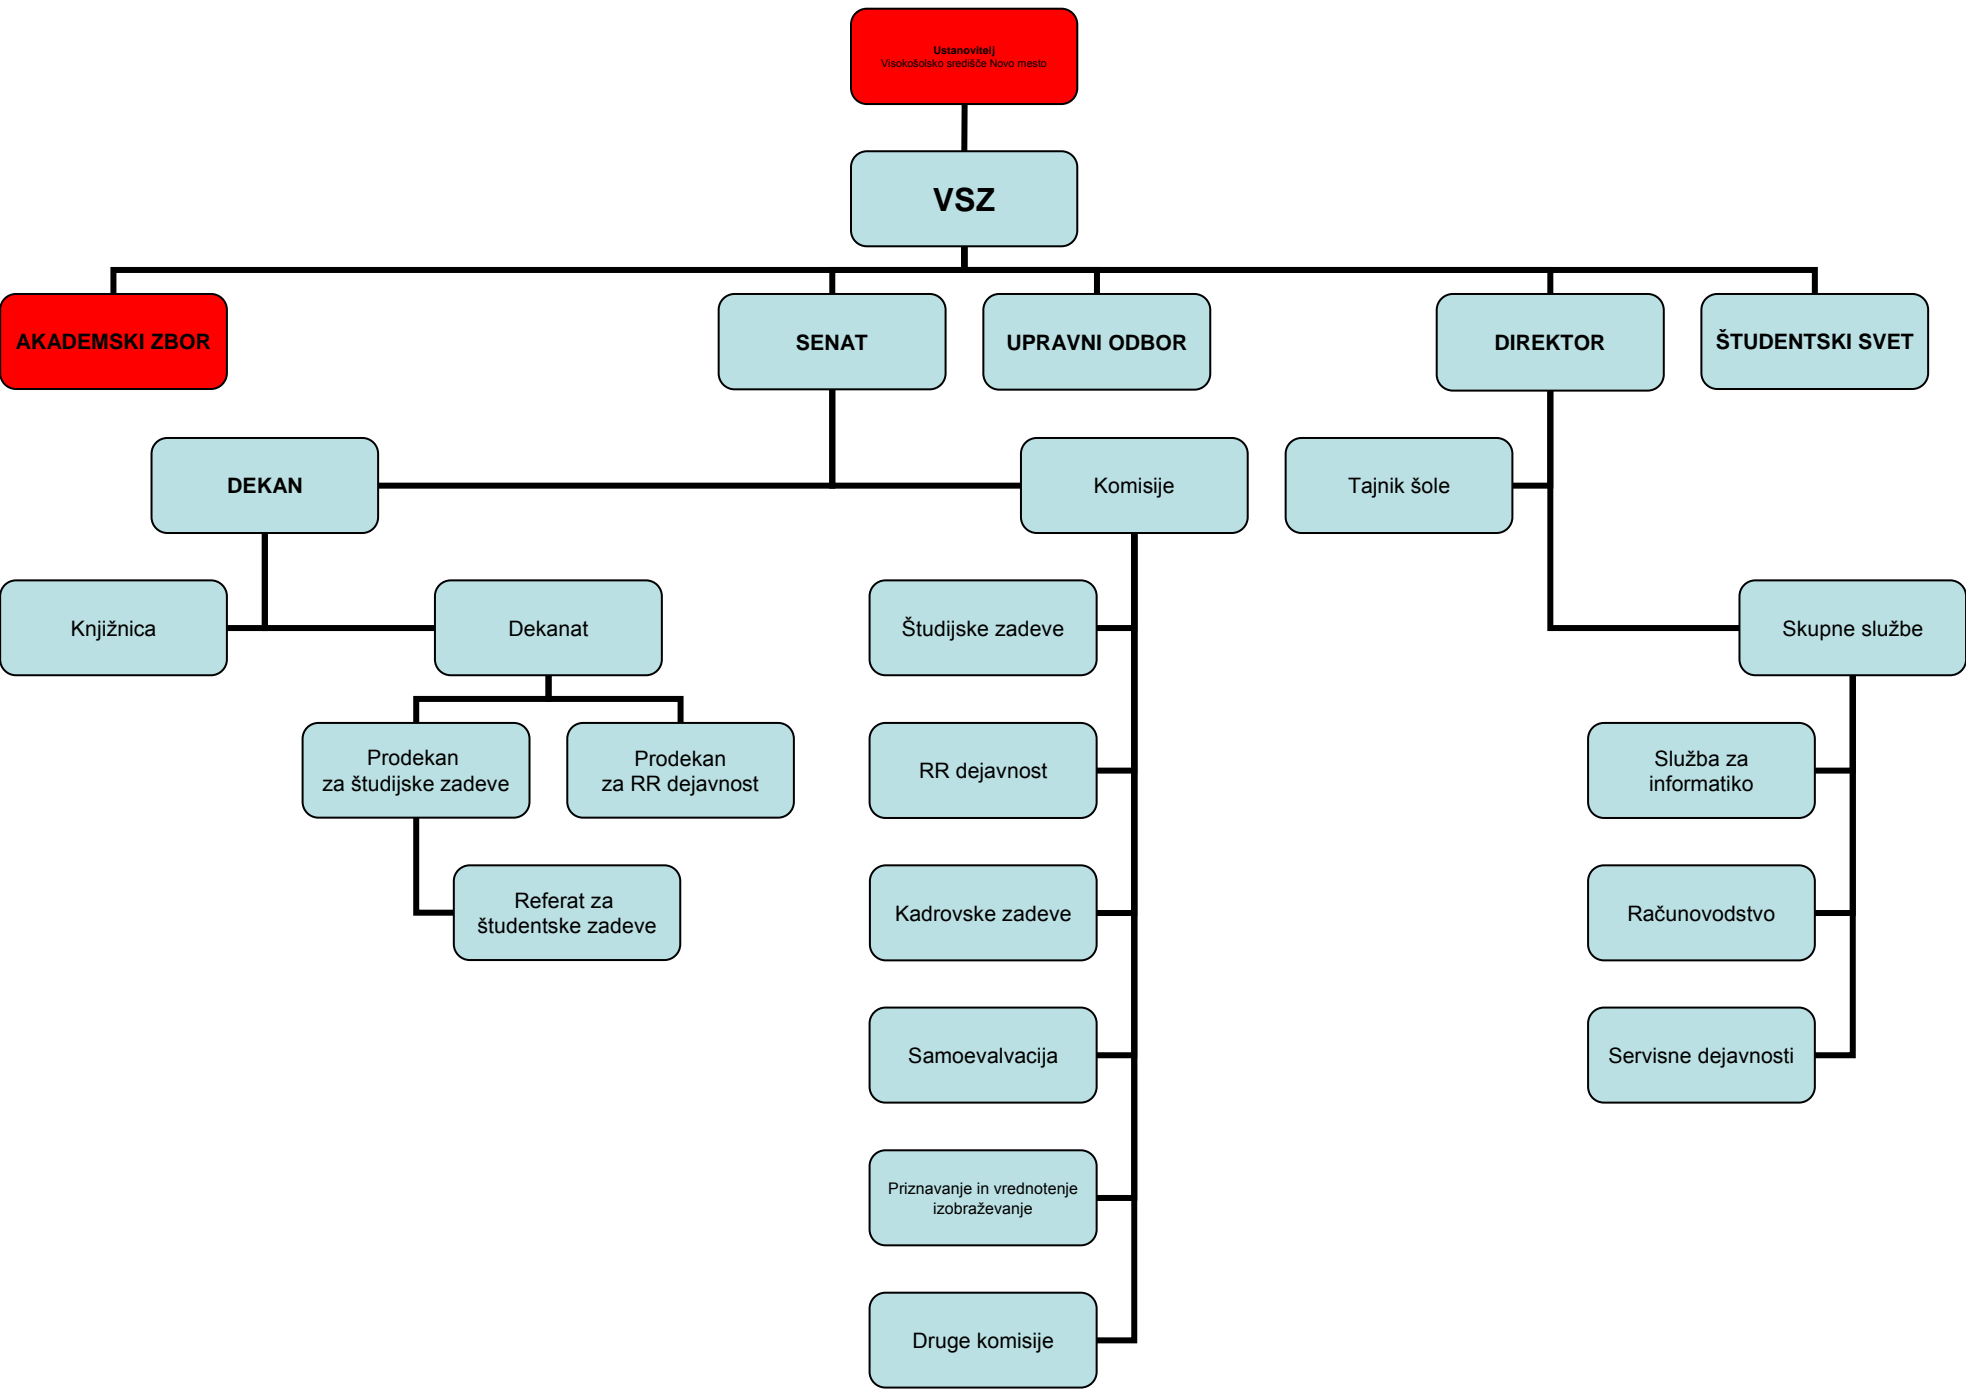 Ustanovitelj
Visokošolsko središče Novo mesto
VSZ
AKADEMSKI ZBOR
SENAT
UPRAVNI ODBOR
DIREKTOR
ŠTUDENTSKI SVET
DEKAN
Komisije
Tajnik šole
Knjižnica
Dekanat
Študijske zadeve
Skupne službe
Prodekan
za študijske zadeve
Prodekan
za RR dejavnost
RR dejavnost
Služba za
informatiko
Referat za
študentske zadeve
Kadrovske zadeve
Računovodstvo
Samoevalvacija
Servisne dejavnosti
Priznavanje in vrednotenje
izobraževanje
Druge komisije